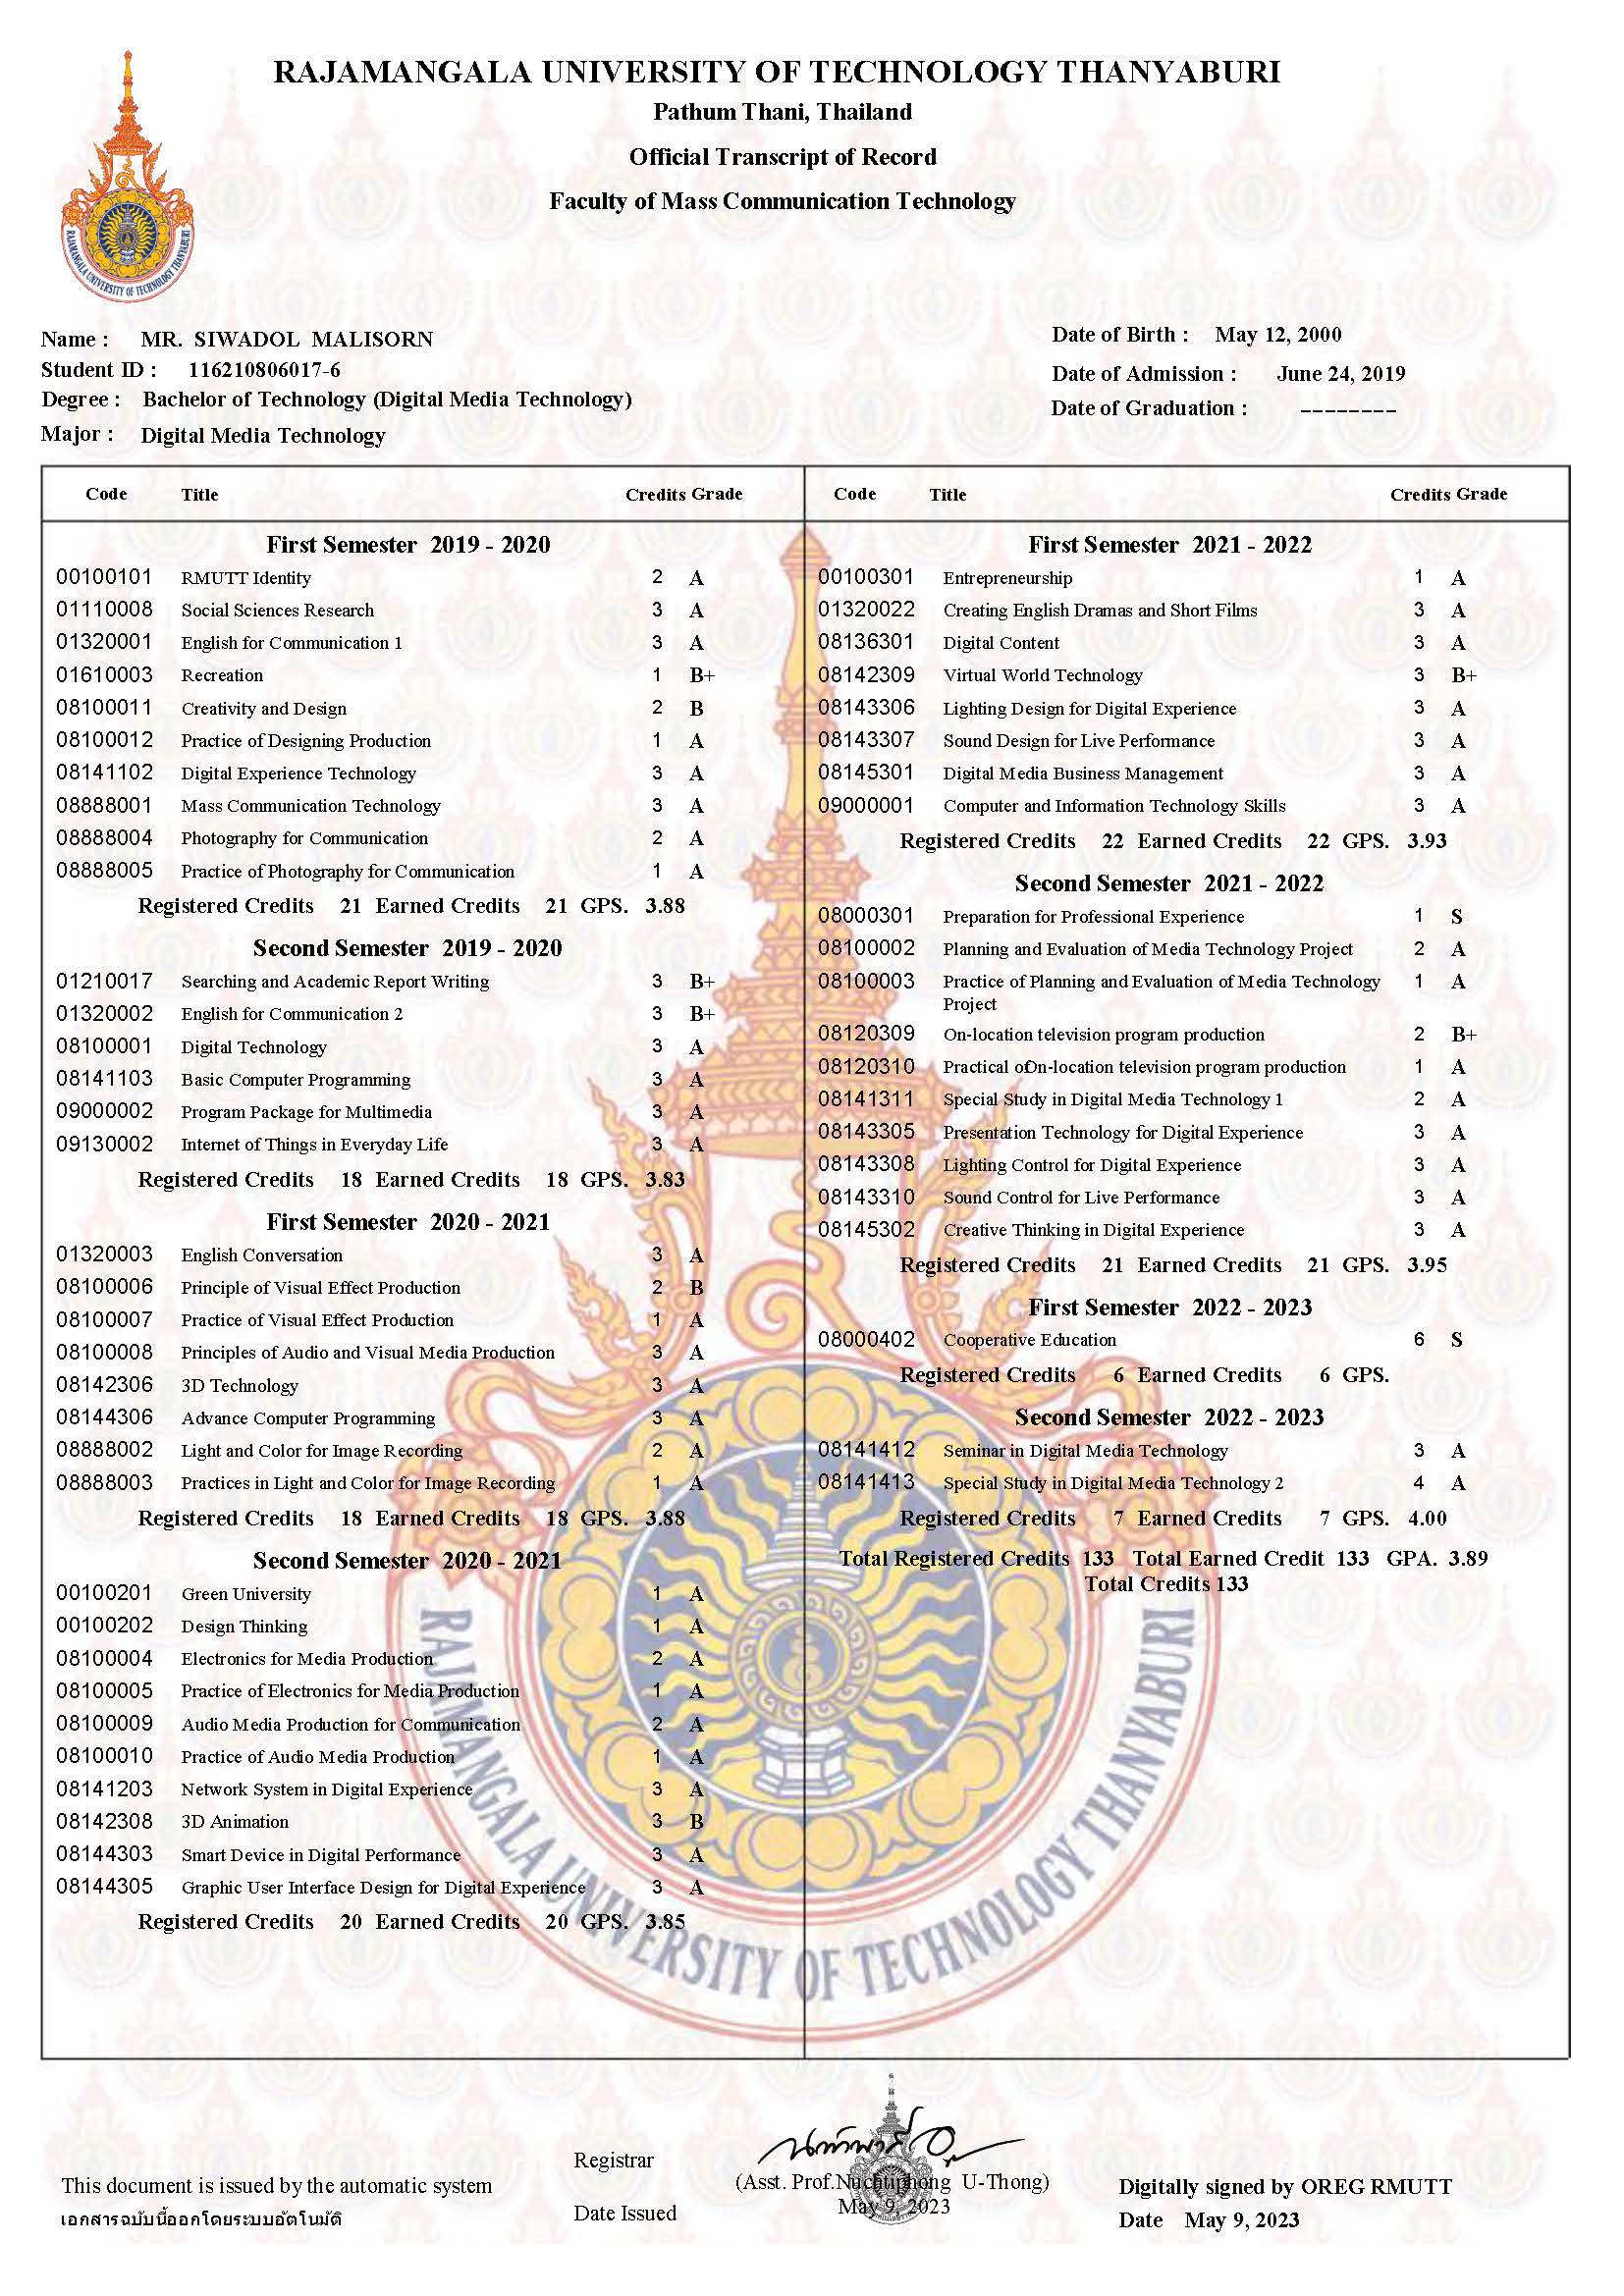 RAJAMANGALA UNIVERSITY OF TECHNOLOGY THANYABURI
Pathum Thani, Thailand
Official Transcript of Record
Faculty of Mass Communication Technology
RAJAMANGALA UNIVERSITY OF TECHNOLOGY THANYABURI
Name : MR. SIWADOL MALISORN
Student ID : 116210806017-6
Degree : Bachelor of Technology (Digital Media Technology)
Major : Digital Media Technology
Date of Birth : May 12, 2000
Date of Admission : June 24, 2019
Date of Graduation : --------
Code Title Credits Grade
First Semester 2019 - 2020
00100101 RMUTT Identity 2 A
01110008 Social Sciences Research 3 A
01320001 English for Communication 1 3 A
01610003 Recreation 1 B+
08100011 Creativity and Design 2 B
08100012 Practice of Designing Production 1 A
08141102 Digital Experience Technology 3 A
08888001 Mass Communication Technology 3 A
08888004 Photography for Communication 2 A
08888005 Practice of Photography for Communication 1 A
Registered Credits 21 Earned Credits 21 GPS. 3.88
Second Semester 2019 - 2020
01210017 Searching and Academic Report Writing 3 B+
01320002 English for Communication 2 3 B+
08100001 Digital Technology 3 A
08141103 Basic Computer Programming 3 A
09000002 Program Package for Multimedia 3 A
09130002 Internet of Things in Everyday Life 3 A
Registered Credits 18 Earned Credits 18 GPS. 3.83
First Semester 2020 - 2021
01320003 English Conversation 3 A
08100006 Principle of Visual Effect Production 2 B
08100007 Practice of Visual Effect Production 1 A
08100008 Principles of Audio and Visual Media Production 3 A
08142306 3D Technology 3 A
08144306 Advance Computer Programming 3 A
08888002 Light and Color for Image Recording 2 A
08888003 Practices in Light and Color for Image Recording 1 A
Registered Credits 18 Earned Credits 18 GPS. 3.88
Second Semester 2020 - 2021
00100201 Green University 1 A
00100202 Design Thinking 1 A
08100004 Electronics for Media Production 2 A
08100005 Practice of Electronics for Media Production 1 A
08100009 Audio Media Production for Communication 2 A
08100010 Practice of Audio Media Production 1 A
08141203 Network System in Digital Experience 3 A
08142308 3D Animation 3 B
08144303 Smart Device in Digital Performance 3 A
08144305 Graphic User Interface Design for Digital Experience 3 A
Registered Credits 20 Earned Credits 20 GPS. 3.85
Code Title Credits Grade
First Semester 2021 - 2022
00100301 Entrepreneurship 1 A
01320022 Creating English Dramas and Short Films 3 A
08136301 Digital Content 3 A
08142309 Virtual World Technology 3 B+
08143306 Lighting Design for Digital Experience 3 A
08143307 Sound Design for Live Performance 3 A
08145301 Digital Media Business Management 3 A
09000001 Computer and Information Technology Skills 3 A
Registered Credits 22 Earned Credits 22 GPS. 3.93
Second Semester 2021 - 2022
08000301 Preparation for Professional Experience 1 S
08100002 Planning and Evaluation of Media Technology Project 2 A
08100003 Practice of Planning and Evaluation of Media Technology 1 A
Project
08120309 On-location television program production 2 B+
08120310 Practical of On-location television program production 1 A
08141311 Special Study in Digital Media Technology 1 2 A
08143305 Presentation Technology for Digital Experience 3 A
08143308 Lighting Control for Digital Experience 3 A
08143310 Sound Control for Live Performance 3 A
08145302 Creative Thinking in Digital Experience 3 A
Registered Credits 21 Earned Credits 21 GPS. 3.95
First Semester 2022 - 2023
08000402 Cooperative Education 6 S
Registered Credits 6 Earned Credits 6 GPS.
Second Semester 2022 - 2023
08141412 Seminar in Digital Media Technology 3 A
08141413 Special Study in Digital Media Technology 2 4 A
Registered Credits 7 Earned Credits 7 GPS. 4.00
Total Registered Credits 133 Total Earned Credit 133 GPA. 3.89
Total Credits 133
RAJAMANGALA UNIVERSITY OF TECHNOLOGY THANYABURI
This document is issued by the automatic system
เอกสารฉบับนี้ออกโดยระบบอัตโนมัติ
Registrar
(Asst. Prof.Nuchtiphong U-Thong)
Date Issued May 9, 2023
Digitally signed by OREG RMUTT
Date May 9, 2023